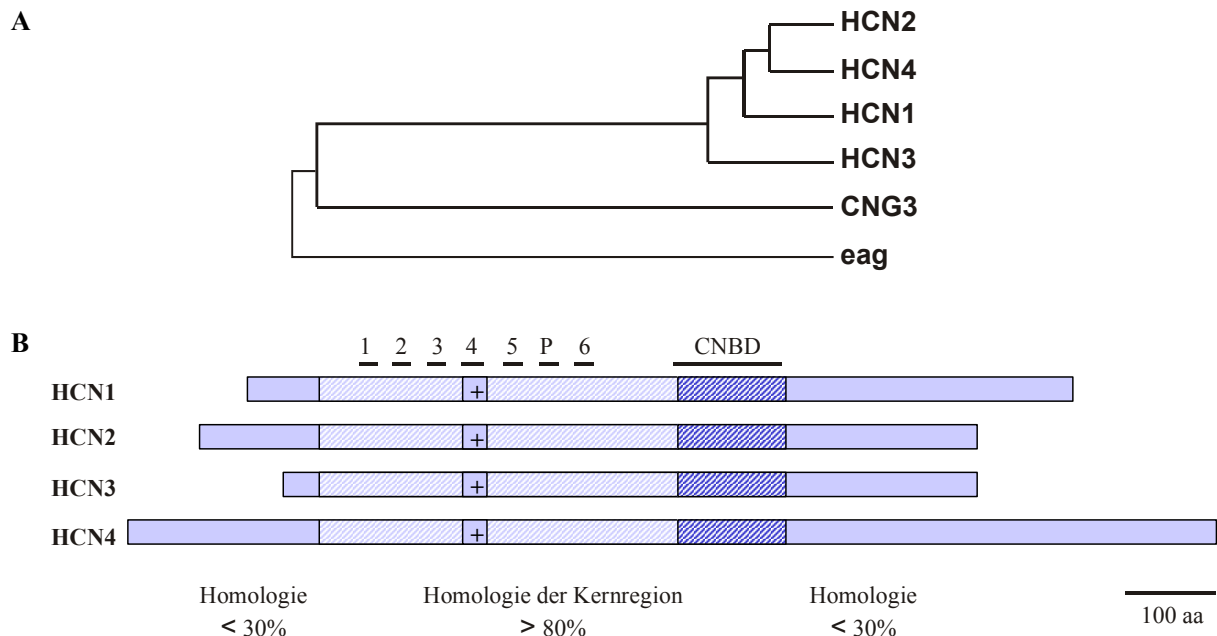 A
HCN2
HCN4
HCN1
HCN3
CNG3
eag
B
1 2 3 4 5 P 6 CNBD
HCN1 +
HCN2 +
HCN3 +
HCN4 +
Homologie Homologie der Kernregion Homologie
< 30% > 80% < 30% 100 aa